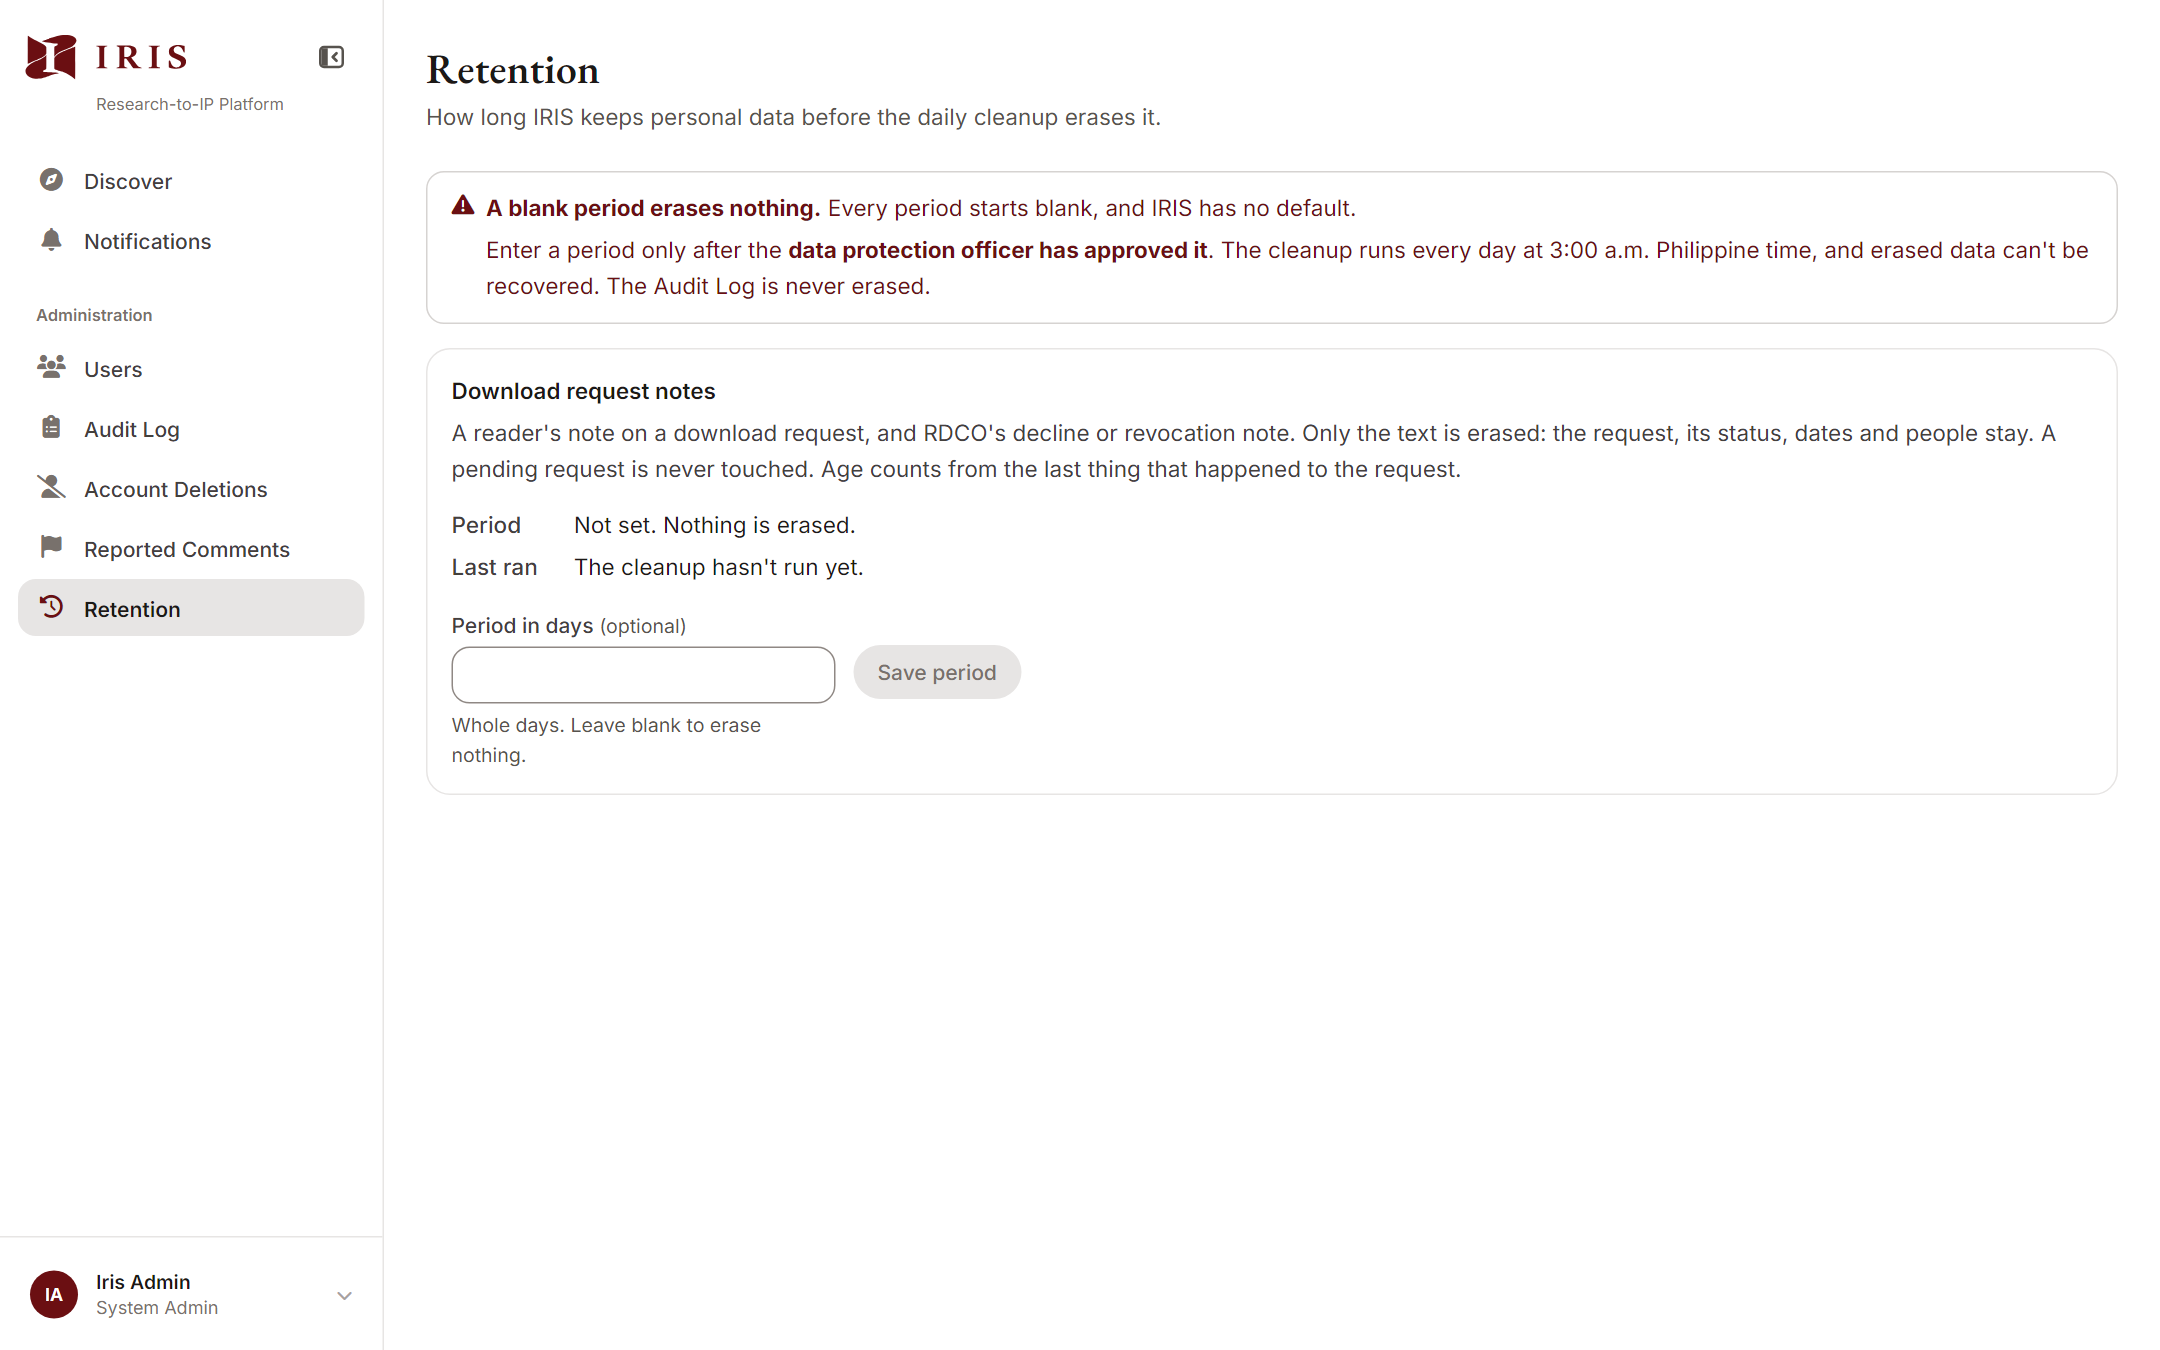 IRIS
Research-to-IP Platform
Discover
Notifications
Administration
Users
Audit Log
Account Deletions
Reported Comments
Retention
IA
Iris Admin
System Admin
Retention
How long IRIS keeps personal data before the daily cleanup erases it.
A blank period erases nothing. Every period starts blank, and IRIS has no default.
Enter a period only after the data protection officer has approved it. The cleanup runs every day at 3:00 a.m. Philippine time, and erased data can't be
recovered. The Audit Log is never erased.
Download request notes
A reader's note on a download request, and RDCO's decline or revocation note. Only the text is erased: the request, its status, dates and people stay. A
pending request is never touched. Age counts from the last thing that happened to the request.
Period Not set. Nothing is erased.
Last ran The cleanup hasn't run yet.
Period in days (optional)
Save period
Whole days. Leave blank to erase
nothing.